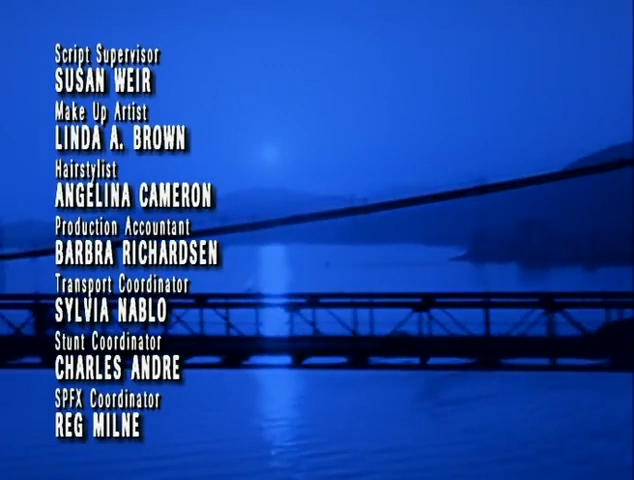 Script Supervisor
SUSAN WEIR
Make Up Artist
LINDA A. BROWN
Hairstylist
ANGELINA CAMERON
Production Accountant
BARBRA RICHARDSEN
Transport Coordinator
SYLVIA NABLO
Stunt Coordinator
CHARLES ANDRE
SPFX Coordinator
REG MILNE